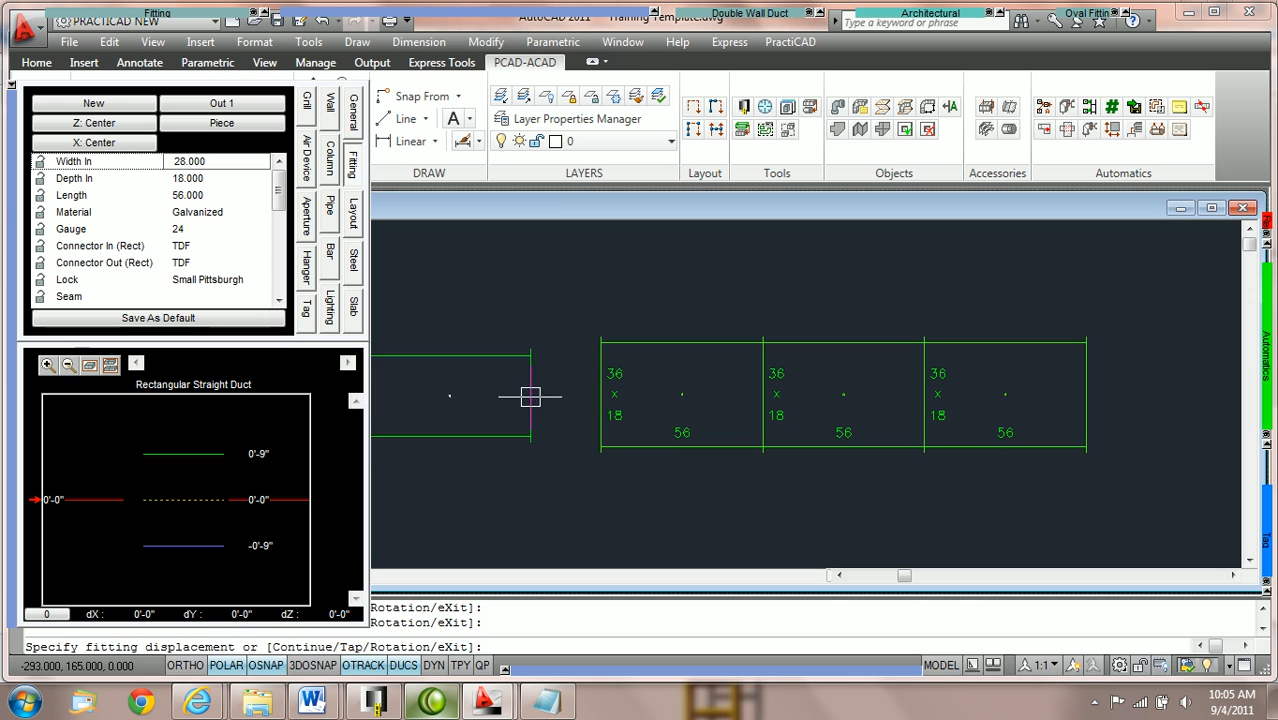 PRACTICAD NEW
Fitting
AutoCAD 2011
Training Template.dwg
Double Wall Duct
Architectural
Oval Fittin
Type a keyword or phrase
File Edit View Insert Format Tools Draw Dimension Modify Parametric Window Help Express PractiCAD
Home Insert Annotate Parametric View Manage Output Express Tools PCAD-ACAD
New Out 1
Z: Center Piece
X: Center
Width In 28.000
Depth In 18.000
Length 56.000
Material Galvanized
Gauge 24
Connector In (Rect) TDF
Connector Out (Rect) TDF
Lock Small Pittsburgh
Seam
Save As Default
Grill
Air Device
Aperture
Hanger
Tag
Wall
Column
Pipe
Bar
Lighting
General
Fitting
Layout
Steel
Slab
Snap From
Line A
Linear
Layer Properties Manager
0
DRAW LAYERS Layout Tools Objects Accessories Automatics
Automatics
Tag
Rectangular Straight Duct
0'-9"
0'-0" 0'-0"
-0'-9"
0 dX : 0'-0" dY : 0'-0" dZ : 0'-0"
36 36 36
x x x
18 18 18
56 56 56
Rotation/eXit]:
Rotation/eXit]:
Specify fitting displacement or [Continue/Tap/Rotation/eXit]:
-293.000, 165.000, 0.000 ORTHO POLAR OSNAP 3DOSNAP OTRACK DUCS DYN TPY QP MODEL 1:1
10:05 AM
9/4/2011